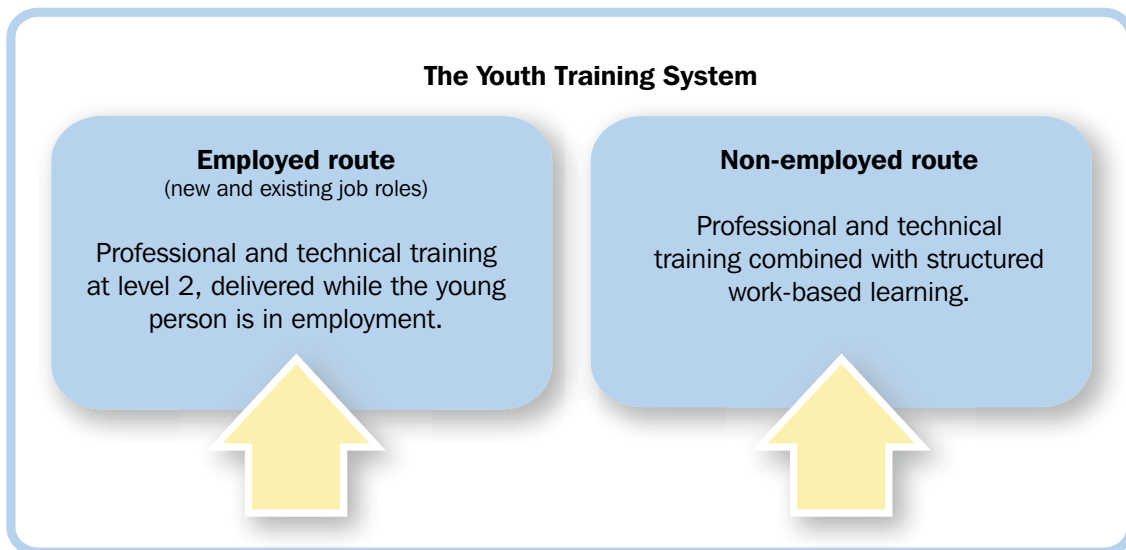 The Youth Training System
Employed route
(new and existing job roles)
Professional and technical training
at level 2, delivered while the young
person is in employment.
Non-employed route
Professional and technical
training combined with structured
work-based learning.